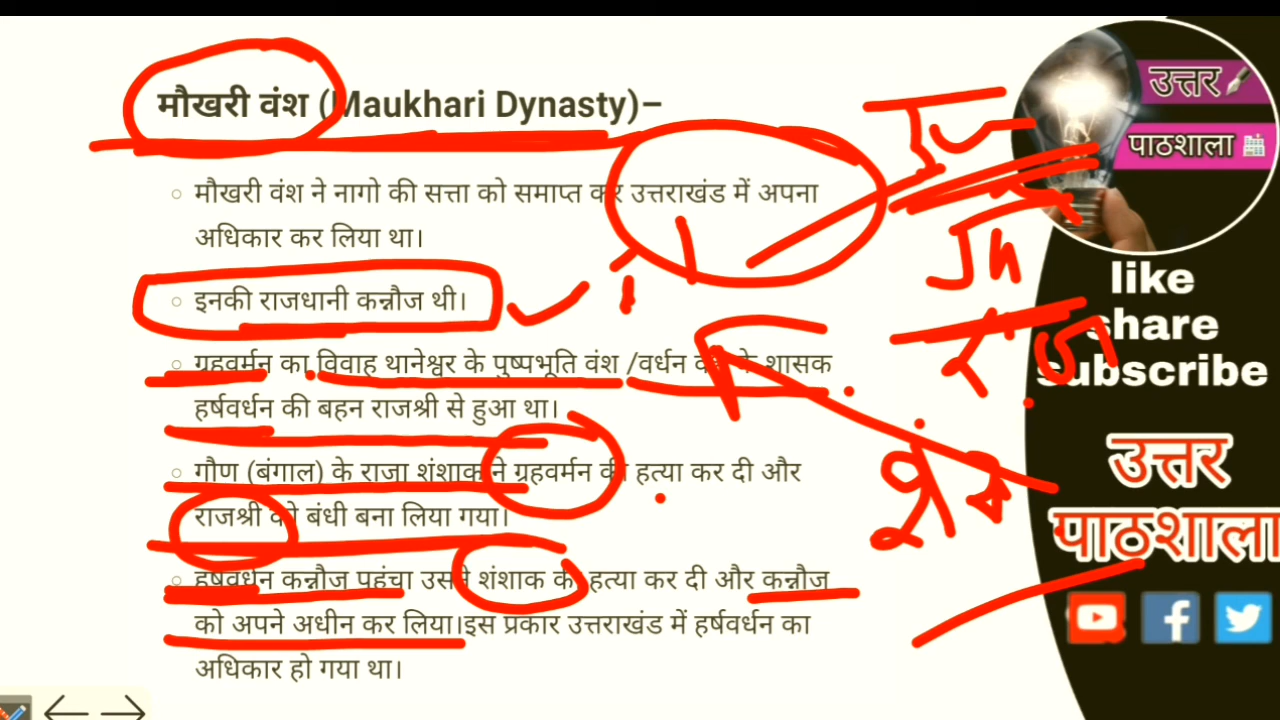 मौखरी वंश (Maukhari Dynasty)–
मौखरी वंश ने नागो की सत्ता को समाप्त कर उत्तराखंड में अपना
अधिकार कर लिया था।
इनकी राजधानी कन्नौज थी।
ग्रहवर्मन का विवाह थानेश्वर के पुष्पभूति वंश /वर्धन वंश के शासक
हर्षवर्धन की बहन राजश्री से हुआ था।
गौण (बंगाल) के राजा शंशाक ने ग्रहवर्मन की हत्या कर दी और
राजश्री को बंधी बना लिया गया।
हर्षवर्धन कन्नौज पहुंचा उसने शंशाक की हत्या कर दी और कन्नौज
को अपने अधीन कर लिया।इस प्रकार उत्तराखंड में हर्षवर्धन का
अधिकार हो गया था।
उत्तर
पाठशाला
like
share
subscribe
उत्तर
पाठशाला